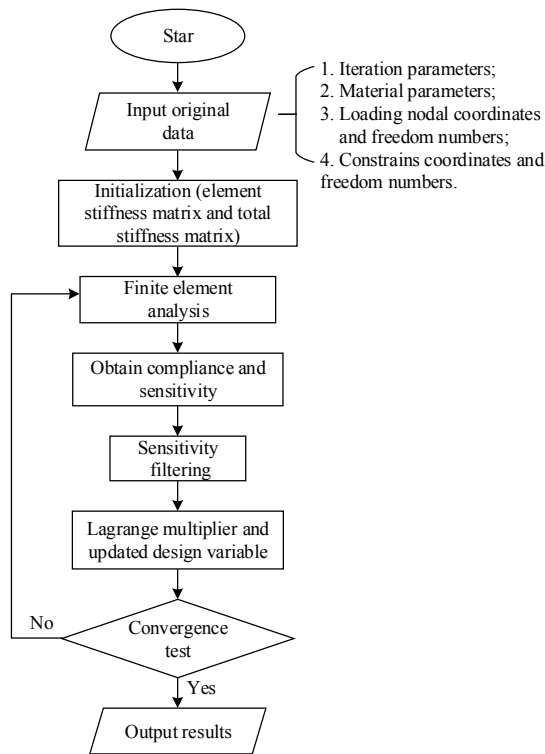 Star
Input original
data
1. Iteration parameters;
2. Material parameters;
3. Loading nodal coordinates
and freedom numbers;
4. Constrains coordinates and
freedom numbers.
Initialization (element
stiffness matrix and total
stiffness matrix)
Finite element
analysis
Obtain compliance and
sensitivity
Sensitivity
filtering
Lagrange multiplier and
updated design variable
No
Convergence
test
Yes
Output results